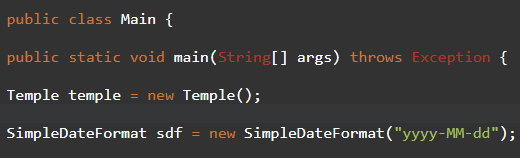 public class Main {
public static void main(String[] args) throws Exception {
Temple temple = new Temple();
SimpleDateFormat sdf = new SimpleDateFormat("yyyy-MM-dd");